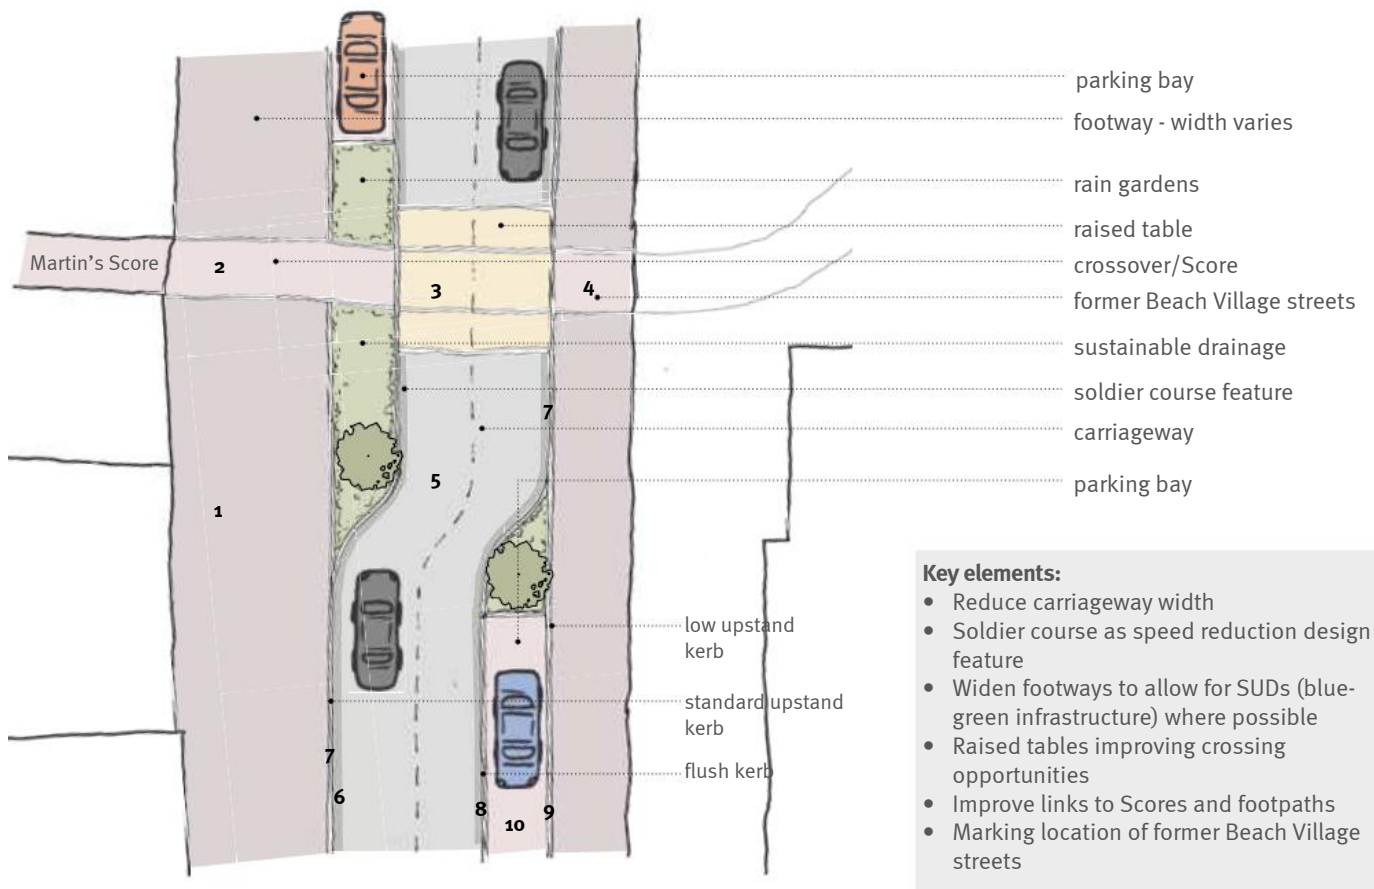 parking bay
footway - width varies
rain gardens
raised table
Martin's Score
2
crossover/Score
3
4
former Beach Village streets
sustainable drainage
soldier course feature
7
carriageway
5
parking bay
1
low upstand
kerb
standard upstand
kerb
7
flush kerb
6
8
10
9
Key elements:
• Reduce carriageway width
• Soldier course as speed reduction design
feature
• Widen footways to allow for SUDs (blue-
green infrastructure) where possible
• Raised tables improving crossing
opportunities
• Improve links to Scores and footpaths
• Marking location of former Beach Village
streets